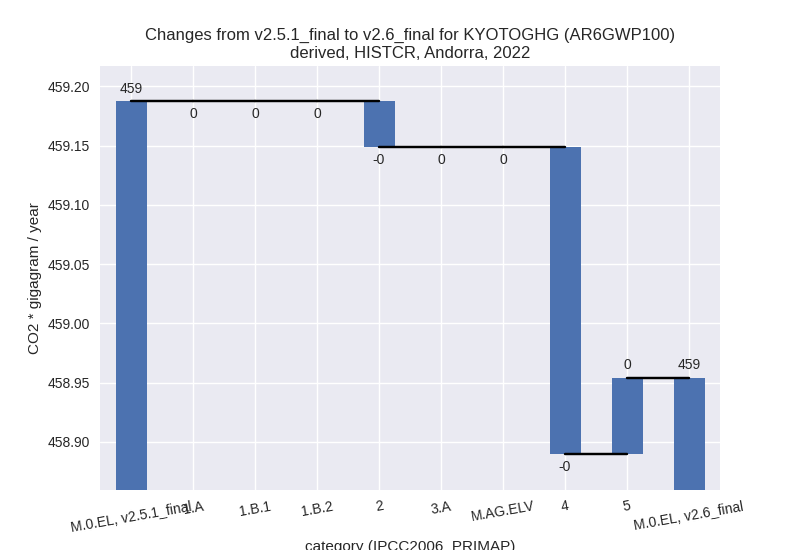 Changes from v2.5.1_final to v2.6_final for KYOTOGHG (AR6GWP100)
derived, HISTCR, Andorra, 2022
CO2 * gigagram / year
459.20
459.15
459.10
459.05
459.00
458.95
458.90
459
0
0
0
-0
0
0
-0
0
459
M.0.EL, v2.5.1_final
1.A
1.B.1
1.B.2
2
3.A
M.AG.ELV
4
5
M.0.EL, v2.6_final
category (IPCC2006_PRIMAP)